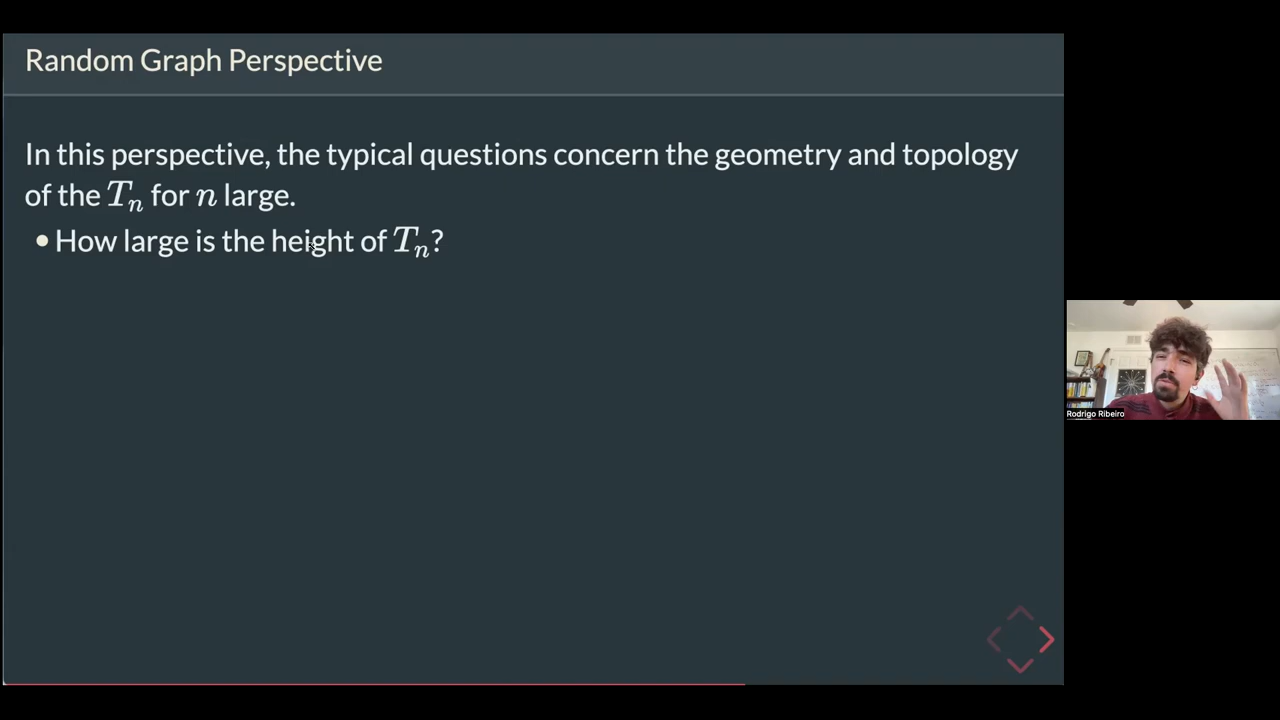 Random Graph Perspective
In this perspective, the typical questions concern the geometry and topology
of the Tₙ for n large.
• How large is the height of Tₙ?
Rodrigo Ribeiro